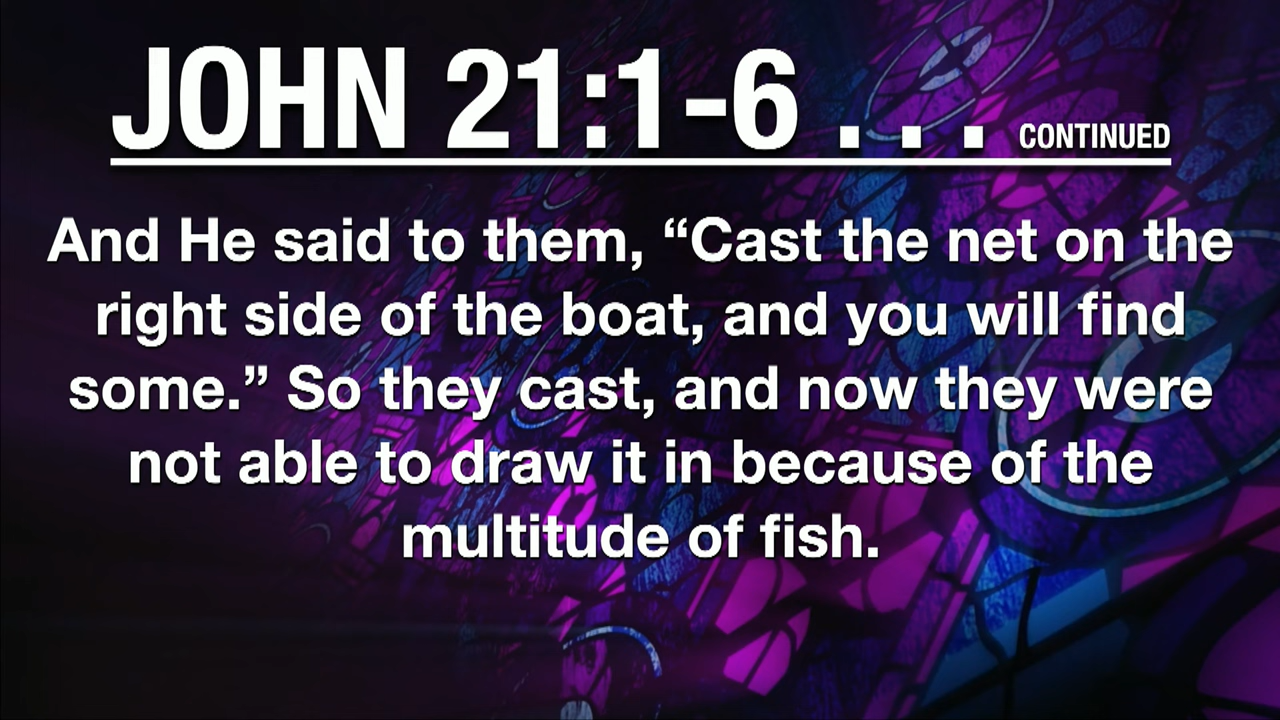 JOHN 21:1-6 . . . CONTINUED
And He said to them, “Cast the net on the
right side of the boat, and you will find
some.” So they cast, and now they were
not able to draw it in because of the
multitude of fish.